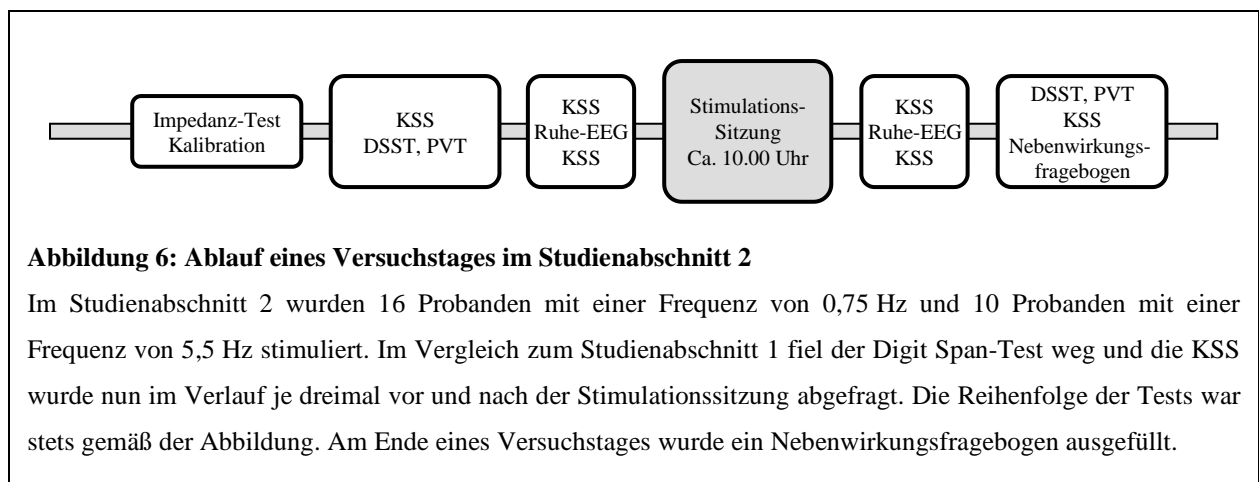 Impedanz-Test
Kalibration
KSS
DSST, PVT
KSS
Ruhe-EEG
KSS
Stimulations-
Sitzung
Ca. 10.00 Uhr
KSS
Ruhe-EEG
KSS
DSST, PVT
KSS
Nebenwirkungs-
fragebogen
Abbildung 6: Ablauf eines Versuchstages im Studienabschnitt 2
Im Studienabschnitt 2 wurden 16 Probanden mit einer Frequenz von 0,75 Hz und 10 Probanden mit einer
Frequenz von 5,5 Hz stimuliert. Im Vergleich zum Studienabschnitt 1 fiel der Digit Span-Test weg und die KSS
wurde nun im Verlauf je dreimal vor und nach der Stimulationssitzung abgefragt. Die Reihenfolge der Tests war
stets gemäß der Abbildung. Am Ende eines Versuchstages wurde ein Nebenwirkungsfragebogen ausgefüllt.